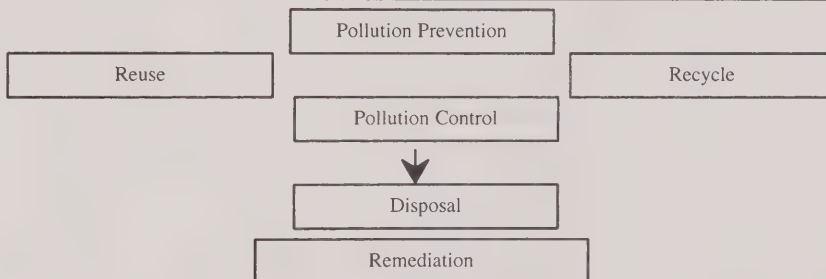 Pollution Prevention
Reuse
Recycle
Pollution Control
Disposal
Remediation